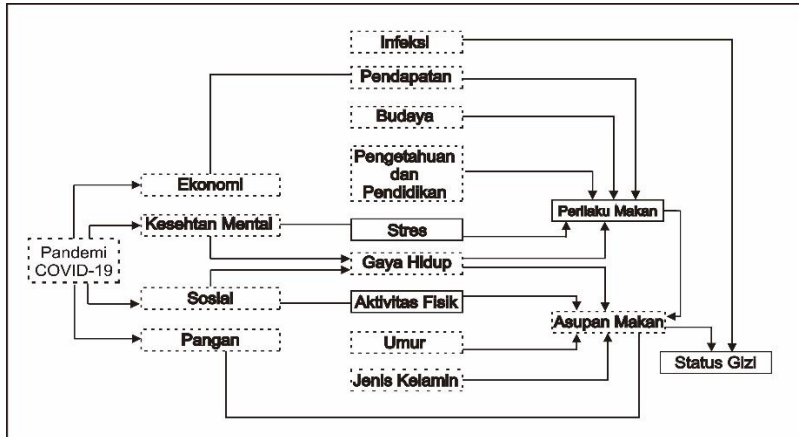 Infeksi
Pendapatan
Budaya
Pengetahuan
dan
Pendidikan
Ekonomi
Perilaku Makan
Kesehtan Mental
Stres
Pandemi
COVID-19
Gaya Hidup
Sosial
Aktivitas Fisik
Asupan Makan
Pangan
Umur
Status Gizi
Jenis Kelamin